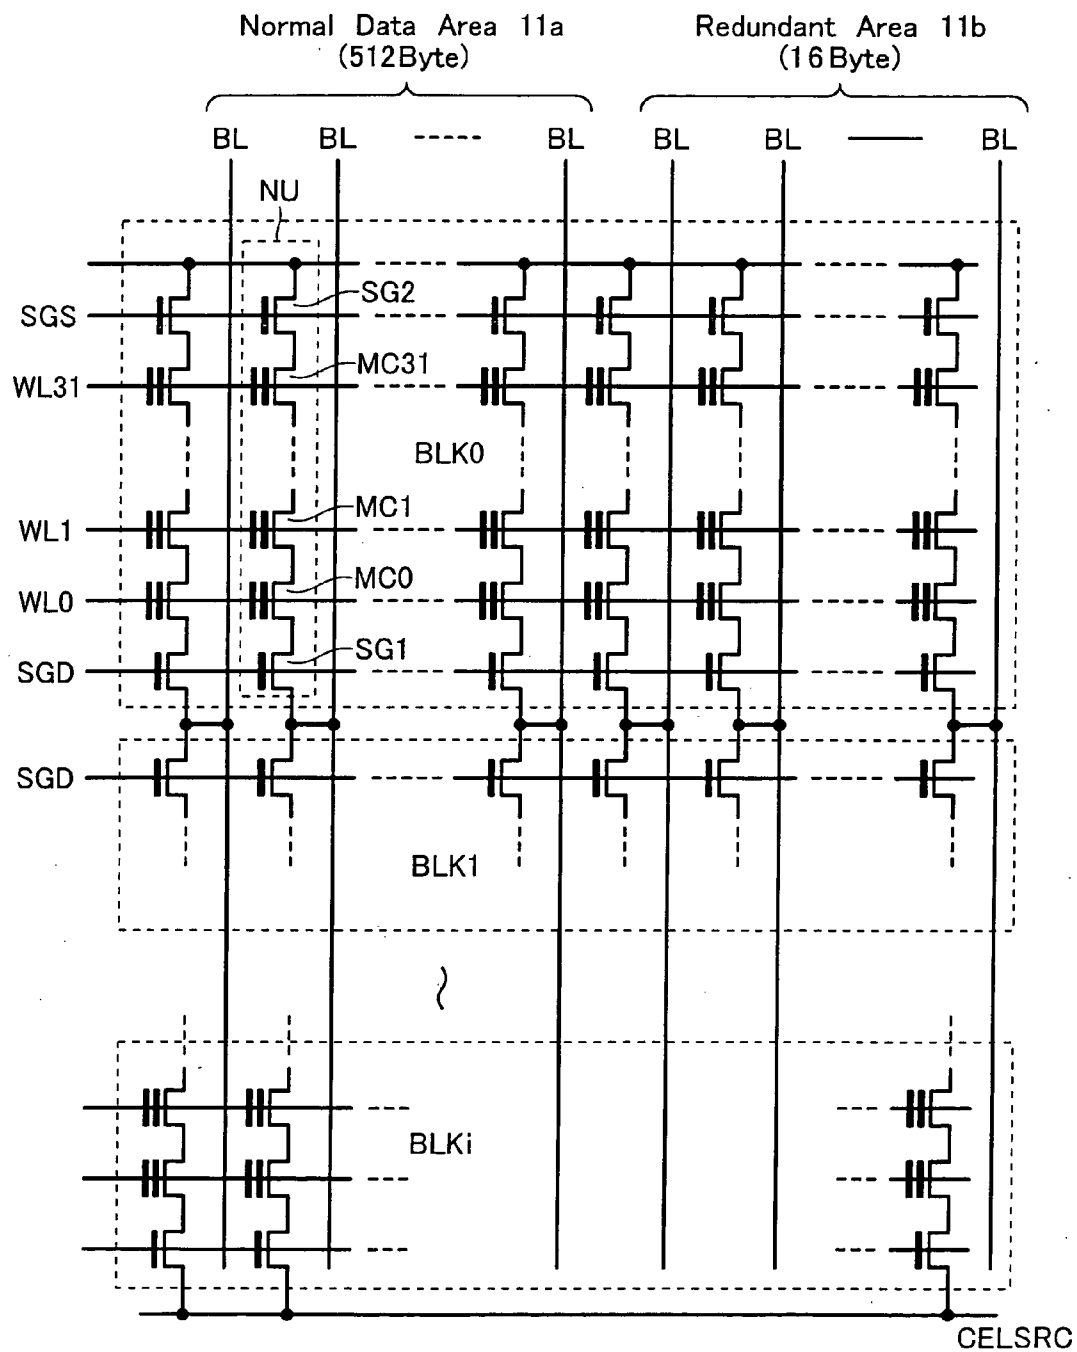 Normal Data Area 11a
(512Byte)
Redundant Area 11b
(16Byte)
BL BL BL BL BL BL
NU
SGS
SG2
WL31
MC31
BLK0
WL1
MC1
WL0
MC0
SGD
SG1
SGD
BLK1
BLKi
CELSRC